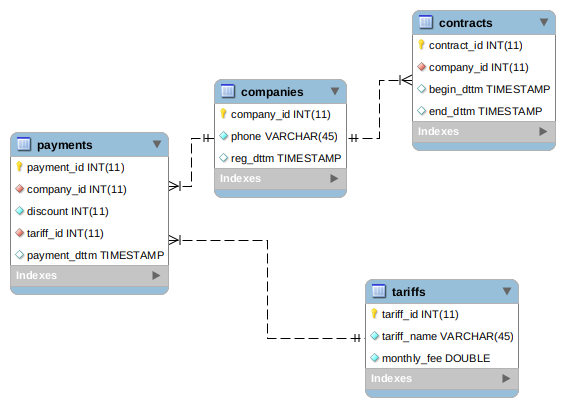 contracts
contract_id INT(11)
company_id INT(11)
begin_dttm TIMESTAMP
end_dttm TIMESTAMP
Indexes
companies
company_id INT(11)
phone VARCHAR(45)
reg_dttm TIMESTAMP
Indexes
payments
payment_id INT(11)
company_id INT(11)
discount INT(11)
tariff_id INT(11)
payment_dttm TIMESTAMP
Indexes
tariffs
tariff_id INT(11)
tariff_name VARCHAR(45)
monthly_fee DOUBLE
Indexes